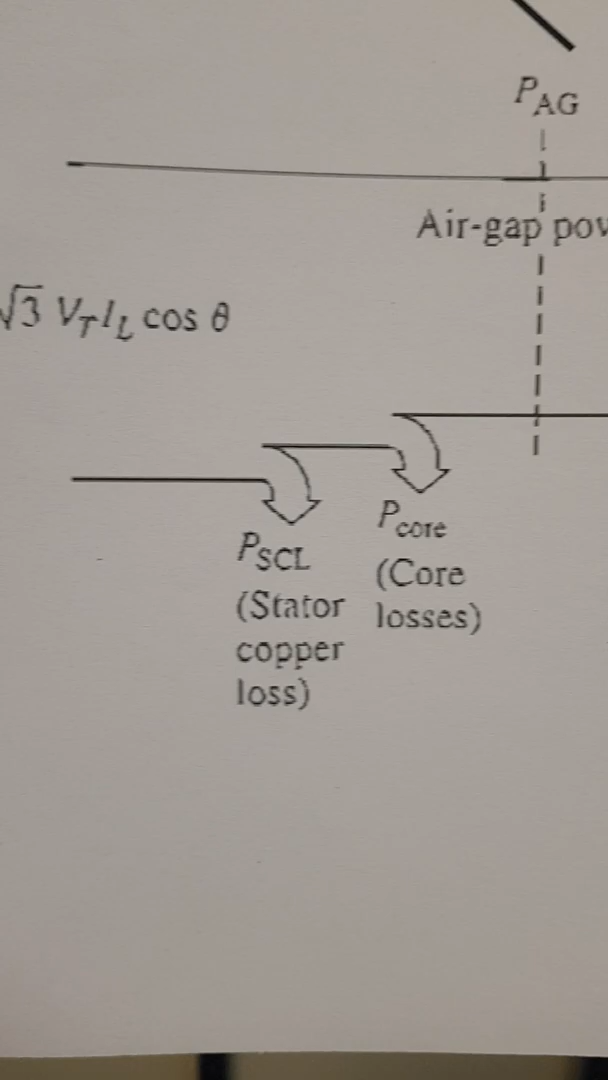 P_AG
Air-gap pov
√3 V_T I_L cos θ
P_SCL
(Stator
copper
loss)
P_core
(Core
losses)